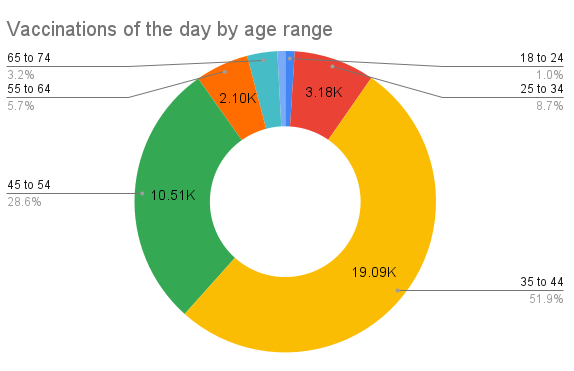 Vaccinations of the day by age range
65 to 74
3.2%
55 to 64
5.7%
45 to 54
28.6%
18 to 24
1.0%
25 to 34
8.7%
35 to 44
51.9%
2.10K
3.18K
10.51K
19.09K